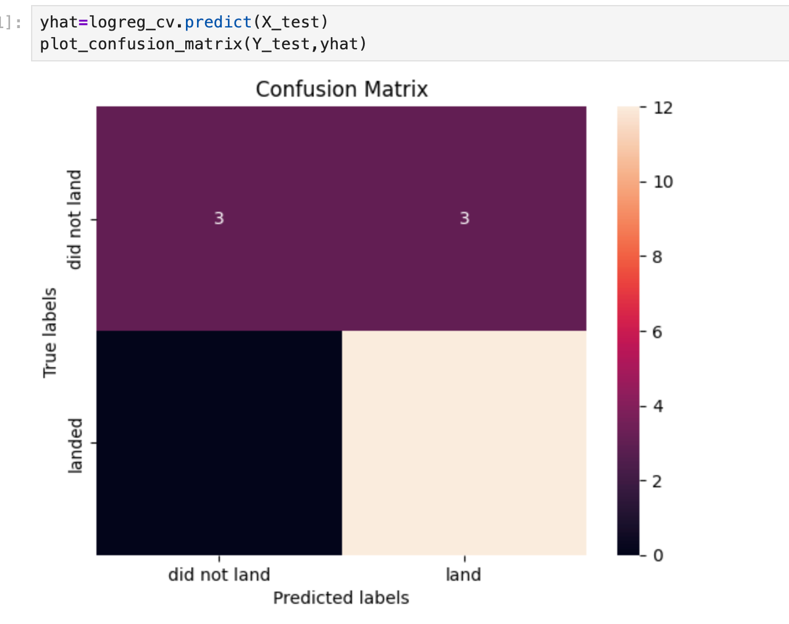 1]:
yhat=logreg_cv.predict(X_test)
plot_confusion_matrix(Y_test,yhat)
Confusion Matrix
12
10
8
6
4
2
0
True labels
did not land
landed
3 3
did not land land
Predicted labels